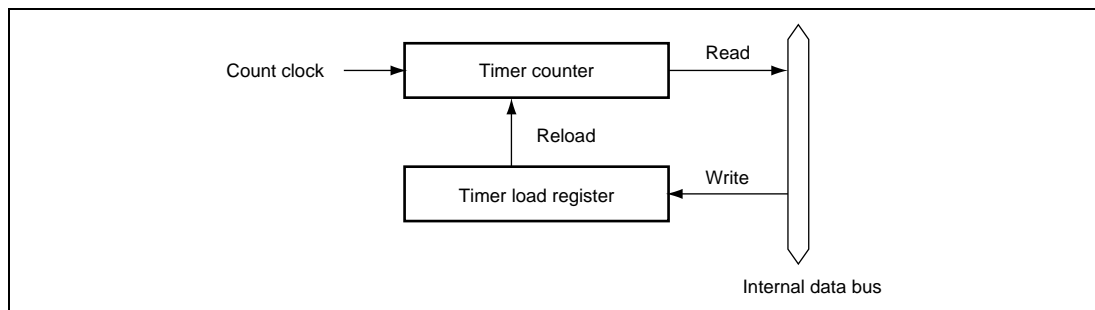 Read
Count clock
Timer counter
Reload
Write
Timer load register
Internal data bus